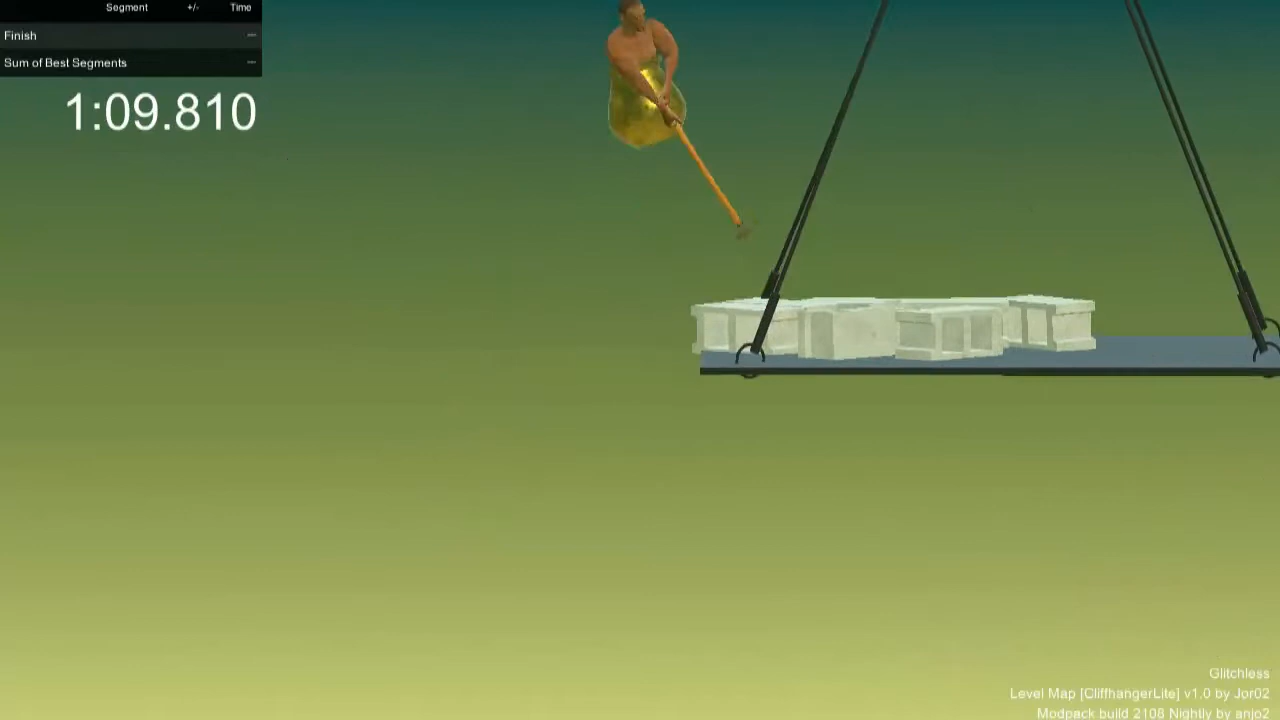 Segment +/- Time
Finish —
Sum of Best Segments —
1:09.810
Glitchless
Level Map [CliffhangerLite] v1.0 by Jor02
Modpack build 2108 Nightly by anjo2